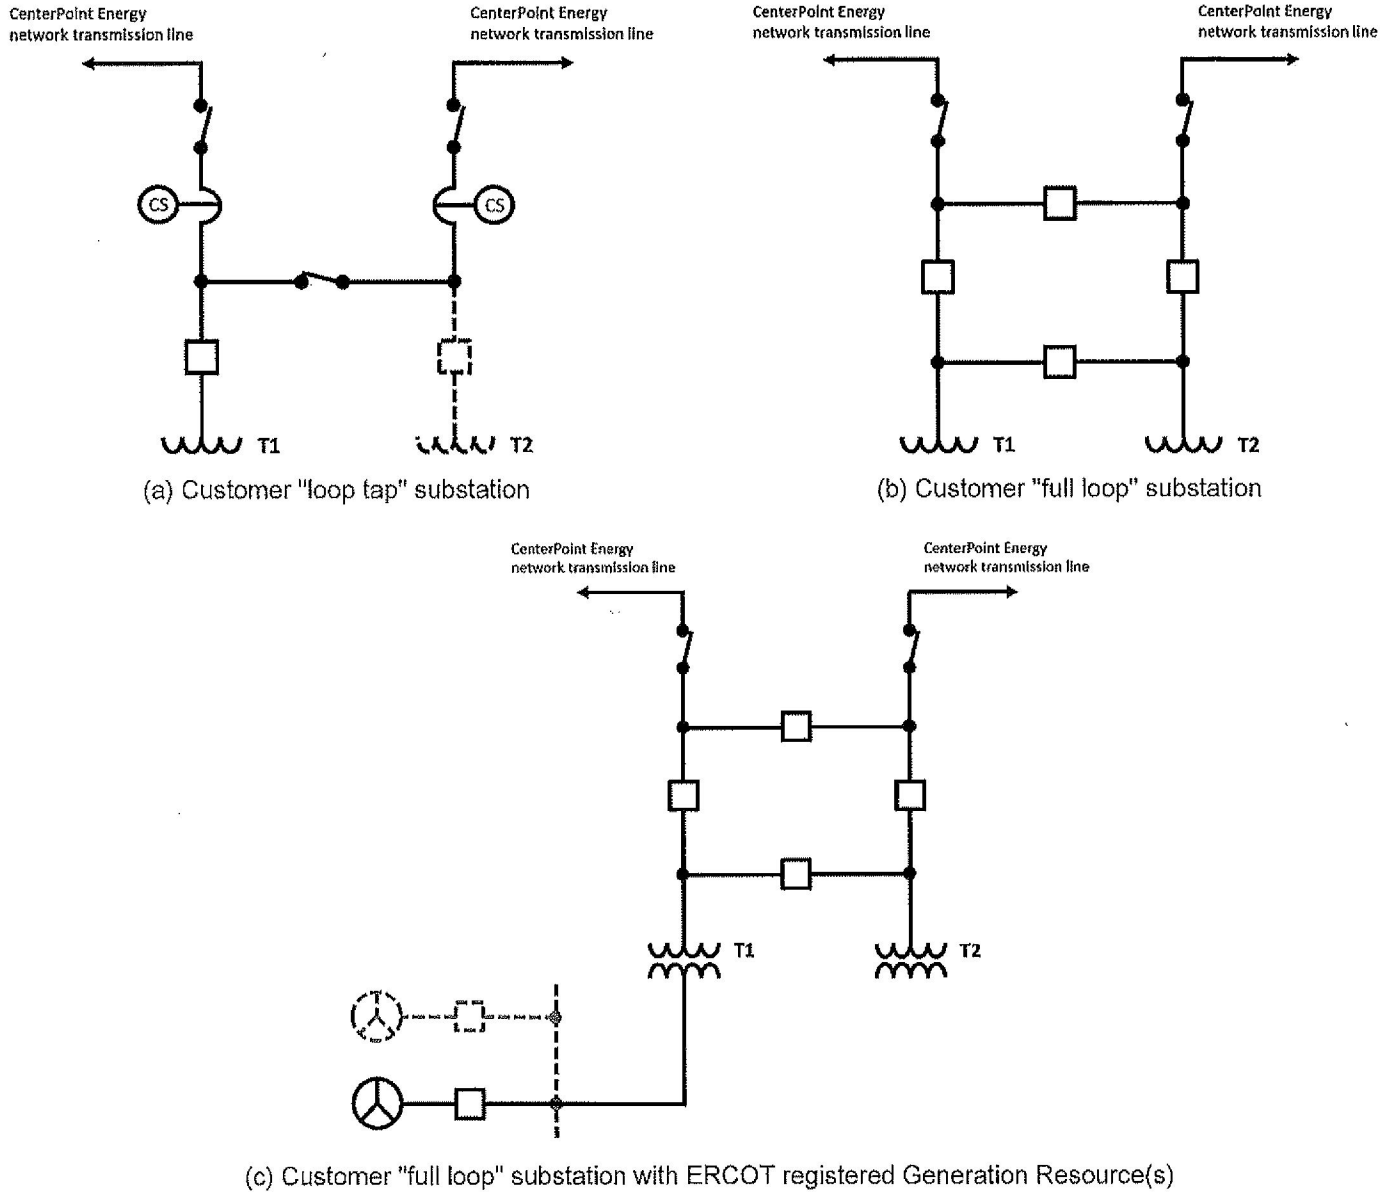 CenterPoint Energy
network transmission line
CenterPoint Energy
network transmission line
CenterPoint Energy
network transmission line
CenterPoint Energy
network transmission line
CS
CS
T1
T2
T1
T2
(a) Customer "loop tap" substation
(b) Customer "full loop" substation
CenterPoint Energy
network transmission line
CenterPoint Energy
network transmission line
T1
T2
(c) Customer "full loop" substation with ERCOT registered Generation Resource(s)